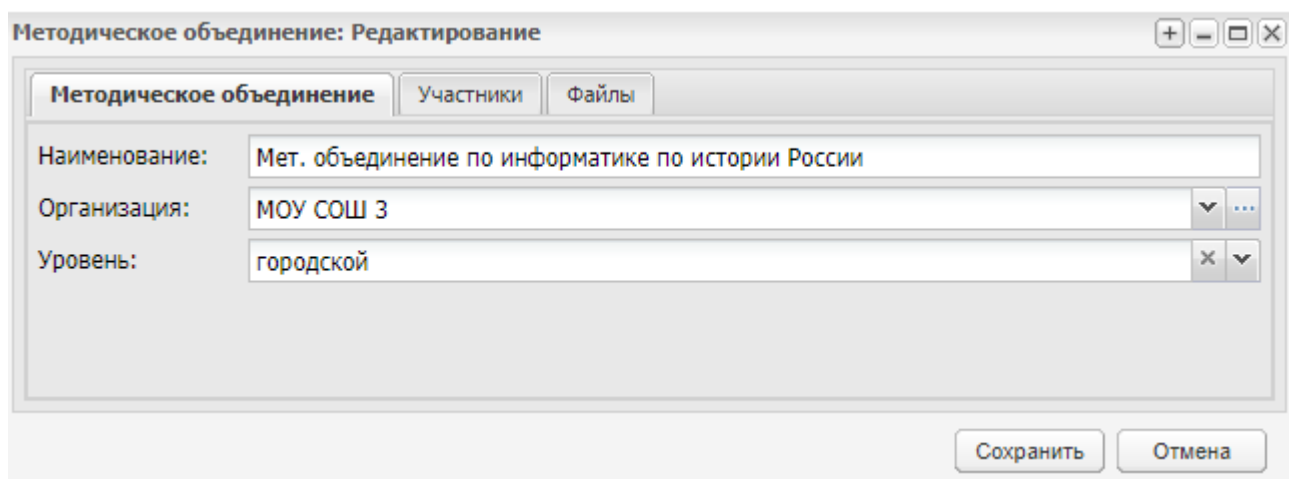 Методическое объединение: Редактирование
Методическое объединение Участники Файлы
Наименование: Мет. объединение по информатике по истории России
Организация: МОУ СОШ 3
Уровень: городской
Сохранить Отмена